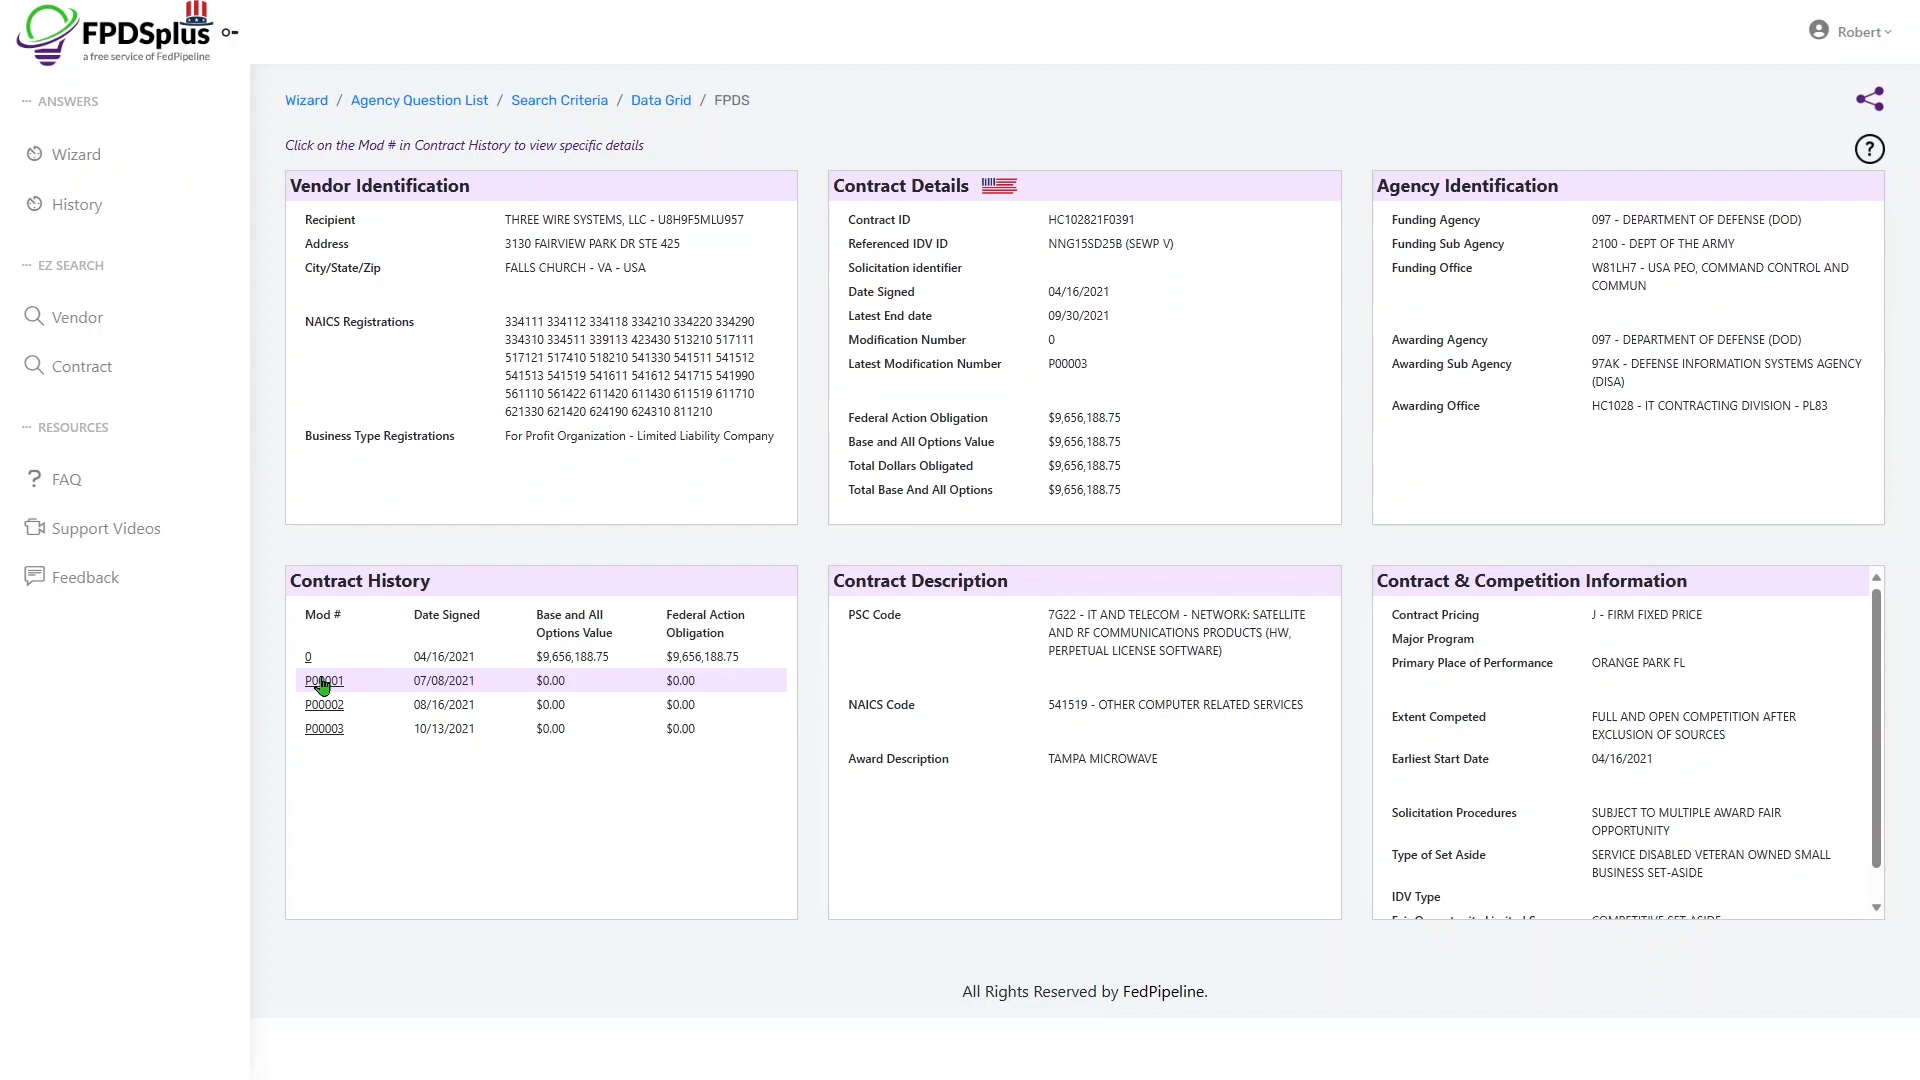 FPDSplus
a free service of FedPipeline
Robert
ANSWERS
Wizard
History
EZ SEARCH
Vendor
Contract
RESOURCES
? FAQ
Support Videos
Feedback
Wizard / Agency Question List / Search Criteria / Data Grid / FPDS
Click on the Mod # in Contract History to view specific details
?
Vendor Identification
Recipient THREE WIRE SYSTEMS, LLC - U8H9F5MLU957
Address 3130 FAIRVIEW PARK DR STE 425
City/State/Zip FALLS CHURCH - VA - USA
NAICS Registrations 334111 334112 334118 334210 334220 334290
334310 334511 339113 423430 513210 517111
517121 517410 518210 541330 541511 541512
541513 541519 541611 541612 541715 541990
561110 561422 611420 611430 611519 611710
621330 621420 624190 624310 811210
Business Type Registrations For Profit Organization - Limited Liability Company
Contract Details
Contract ID HC102821F0391
Referenced IDV ID NNG15SD25B (SEWP V)
Solicitation identifier
Date Signed 04/16/2021
Latest End date 09/30/2021
Modification Number 0
Latest Modification Number P00003
Federal Action Obligation $9,656,188.75
Base and All Options Value $9,656,188.75
Total Dollars Obligated $9,656,188.75
Total Base And All Options $9,656,188.75
Agency Identification
Funding Agency 097 - DEPARTMENT OF DEFENSE (DOD)
Funding Sub Agency 2100 - DEPT OF THE ARMY
Funding Office W81LH7 - USA PEO, COMMAND CONTROL AND
COMMUN
Awarding Agency 097 - DEPARTMENT OF DEFENSE (DOD)
Awarding Sub Agency 97AK - DEFENSE INFORMATION SYSTEMS AGENCY
(DISA)
Awarding Office HC1028 - IT CONTRACTING DIVISION - PL83
Contract History
Mod # Date Signed Base and All Federal Action
Options Value Obligation
0 04/16/2021 $9,656,188.75 $9,656,188.75
P00001 07/08/2021 $0.00 $0.00
P00002 08/16/2021 $0.00 $0.00
P00003 10/13/2021 $0.00 $0.00
Contract Description
PSC Code 7G22 - IT AND TELECOM - NETWORK: SATELLITE
AND RF COMMUNICATIONS PRODUCTS (HW,
PERPETUAL LICENSE SOFTWARE)
NAICS Code 541519 - OTHER COMPUTER RELATED SERVICES
Award Description TAMPA MICROWAVE
Contract & Competition Information
Contract Pricing J - FIRM FIXED PRICE
Major Program
Primary Place of Performance ORANGE PARK FL
Extent Competed FULL AND OPEN COMPETITION AFTER
EXCLUSION OF SOURCES
Earliest Start Date 04/16/2021
Solicitation Procedures SUBJECT TO MULTIPLE AWARD FAIR
OPPORTUNITY
Type of Set Aside SERVICE DISABLED VETERAN OWNED SMALL
BUSINESS SET-ASIDE
IDV Type
All Rights Reserved by FedPipeline.